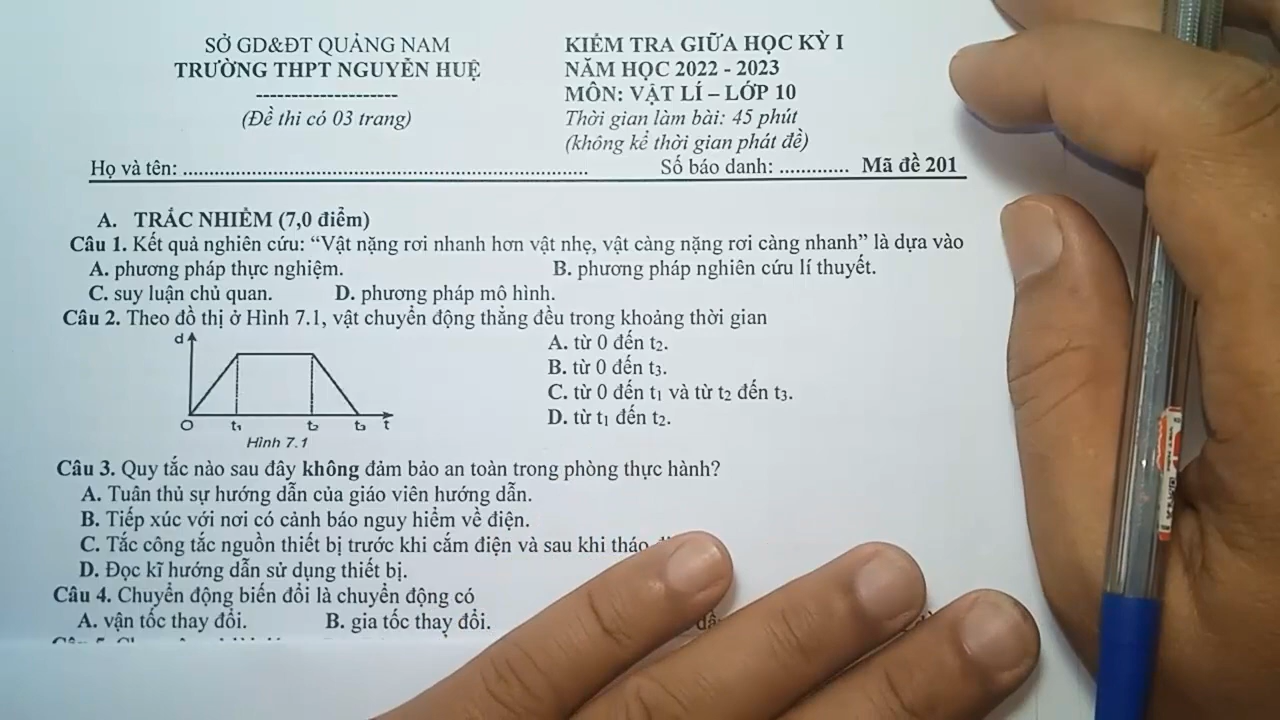 SỞ GD&ĐT QUẢNG NAM
TRƯỜNG THPT NGUYỄN HUỆ
--------------------
(Đề thi có 03 trang)
KIỂM TRA GIỮA HỌC KỲ I
NĂM HỌC 2022 - 2023
MÔN: VẬT LÍ – LỚP 10
Thời gian làm bài: 45 phút
(không kể thời gian phát đề)
Họ và tên: ............................................................................ Số báo danh: ............. Mã đề 201
A. TRẮC NHIỆM (7,0 điểm)
Câu 1. Kết quả nghiên cứu: “Vật nặng rơi nhanh hơn vật nhẹ, vật càng nặng rơi càng nhanh” là dựa vào
A. phương pháp thực nghiệm. B. phương pháp nghiên cứu lí thuyết.
C. suy luận chủ quan. D. phương pháp mô hình.
Câu 2. Theo đồ thị ở Hình 7.1, vật chuyển động thẳng đều trong khoảng thời gian
A. từ 0 đến t₂.
B. từ 0 đến t₃.
C. từ 0 đến t₁ và từ t₂ đến t₃.
D. từ t₁ đến t₂.
d
O t₁ t₂ t₃ t
Hình 7.1
Câu 3. Quy tắc nào sau đây không đảm bảo an toàn trong phòng thực hành?
A. Tuân thủ sự hướng dẫn của giáo viên hướng dẫn.
B. Tiếp xúc với nơi có cảnh báo nguy hiểm về điện.
C. Tắc công tắc nguồn thiết bị trước khi cắm điện và sau khi tháo
D. Đọc kĩ hướng dẫn sử dụng thiết bị.
Câu 4. Chuyển động biến đổi là chuyển động có
A. vận tốc thay đổi. B. gia tốc thay đổi.